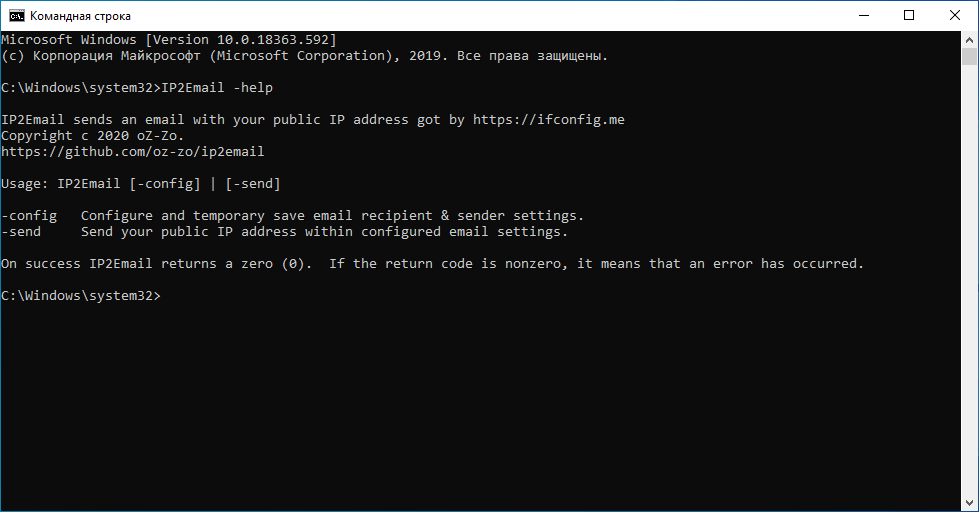 Командная строка
Microsoft Windows [Version 10.0.18363.592]
(c) Корпорация Майкрософт (Microsoft Corporation), 2019. Все права защищены.
C:\Windows\system32>IP2Email -help
IP2Email sends an email with your public IP address got by https://ifconfig.me
Copyright c 2020 oZ-Zo.
https://github.com/oz-zo/ip2email
Usage: IP2Email [-config] | [-send]
-config   Configure and temporary save email recipient & sender settings.
-send     Send your public IP address within configured email settings.
On success IP2Email returns a zero (0).  If the return code is nonzero, it means that an error has occurred.
C:\Windows\system32>